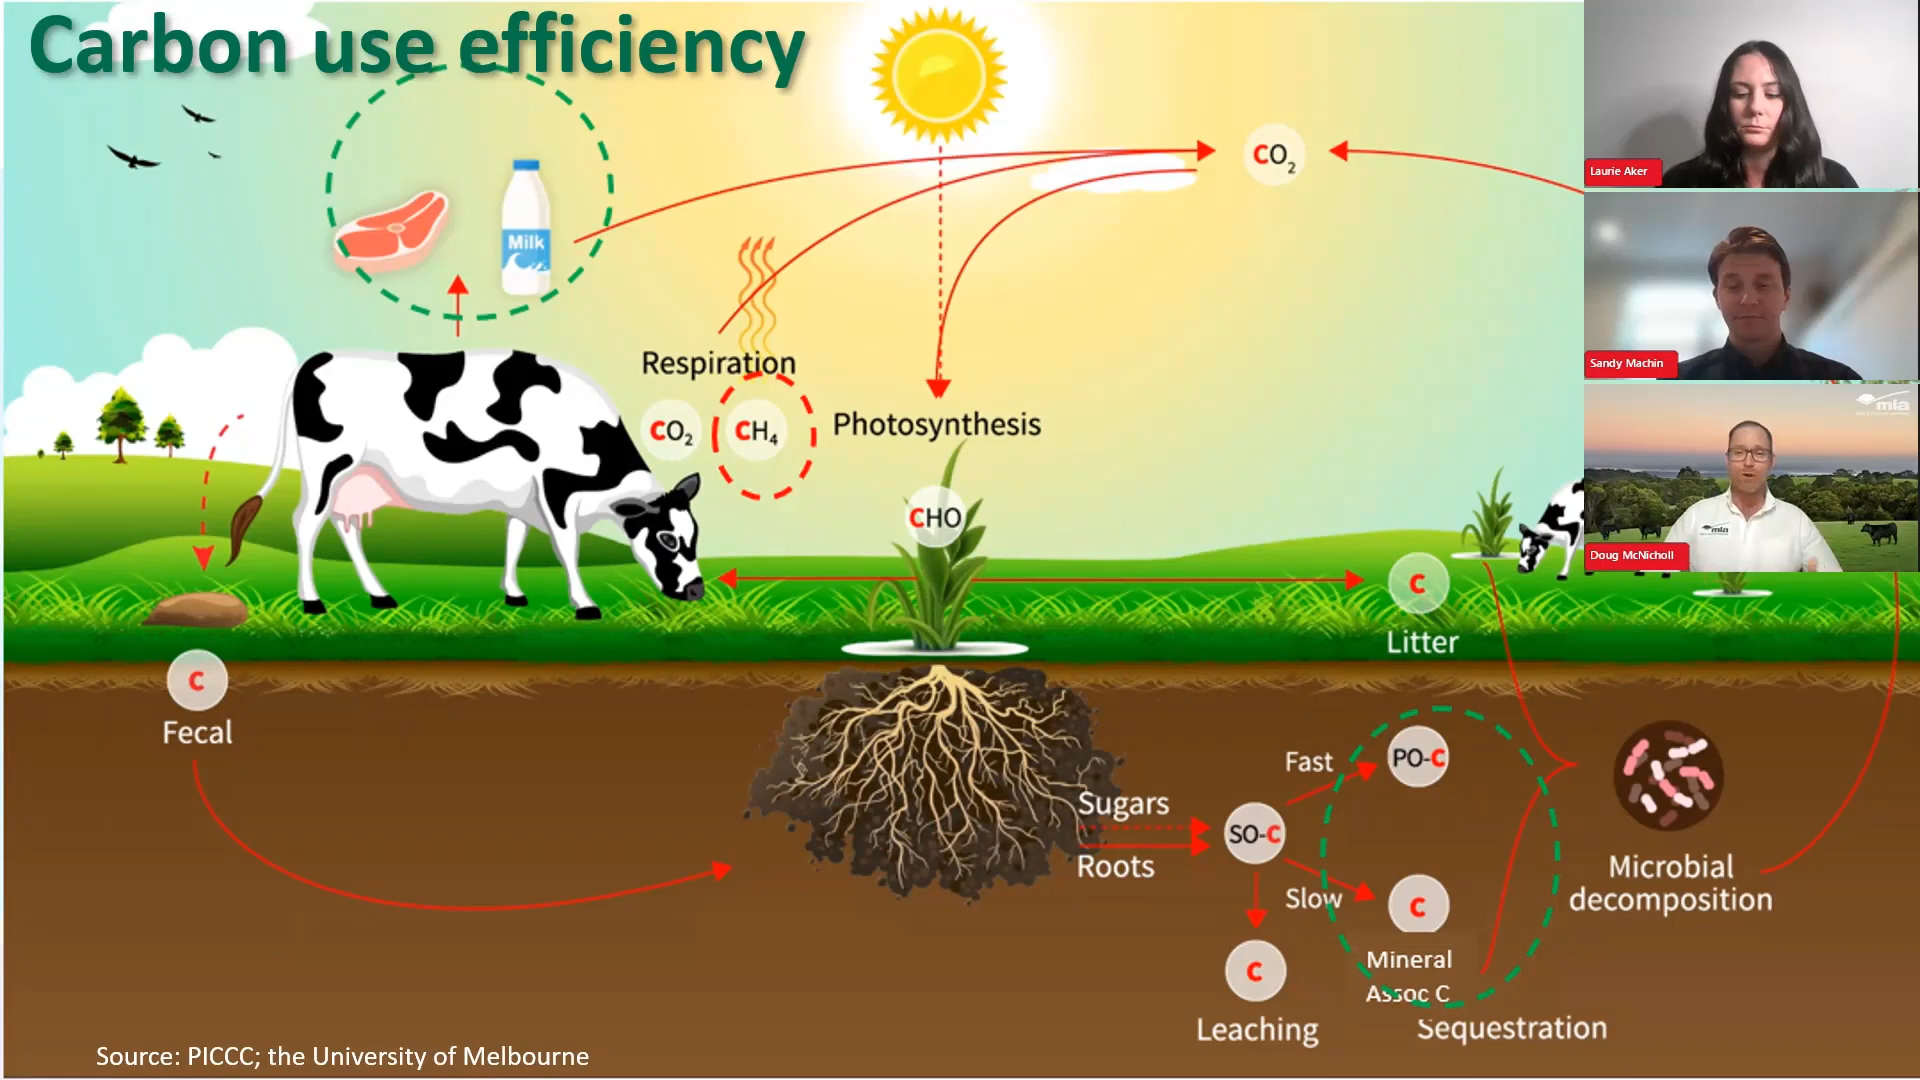 Carbon use efficiency
CO2
Milk
Respiration
CO2
CH4
Photosynthesis
CHO
C
Litter
C
Fecal
Sugars
Roots
SO-C
Fast
PO-C
Slow
C
Mineral
Assoc C
C
Leaching
Sequestration
Microbial
decomposition
Source: PICCC; the University of Melbourne
Laurie Aker
Sandy Machin
mla
mla
Doug McNicholl